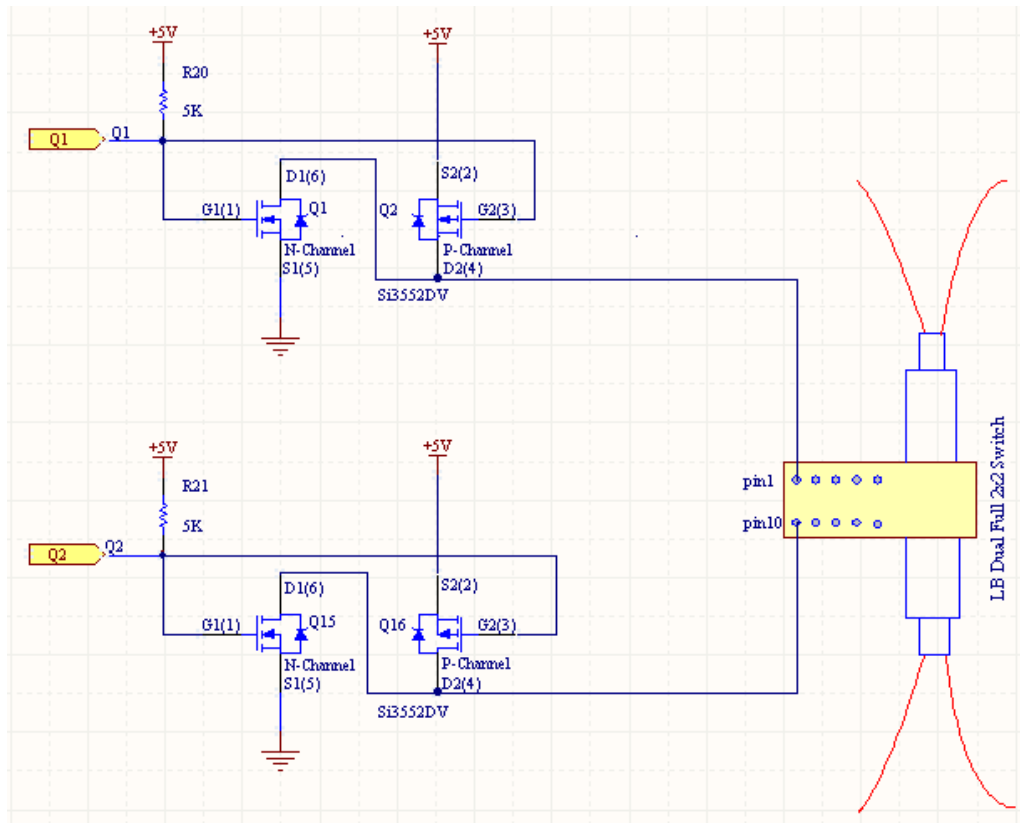 +5V
+5V
R20
5K
Q1
Q1
D1(6)
S2(2)
G1(1)
Q1
Q2
G2(3)
N-Channel
P-Channel
S1(5)
D2(4)
Si3552DV
+5V
+5V
R21
5K
Q2
Q2
D1(6)
S2(2)
G1(1)
Q15
Q16
G2(3)
N-Channel
P-Channel
S1(5)
D2(4)
Si3552DV
pin1
pin10
LB Dual Full 2x2 Switch